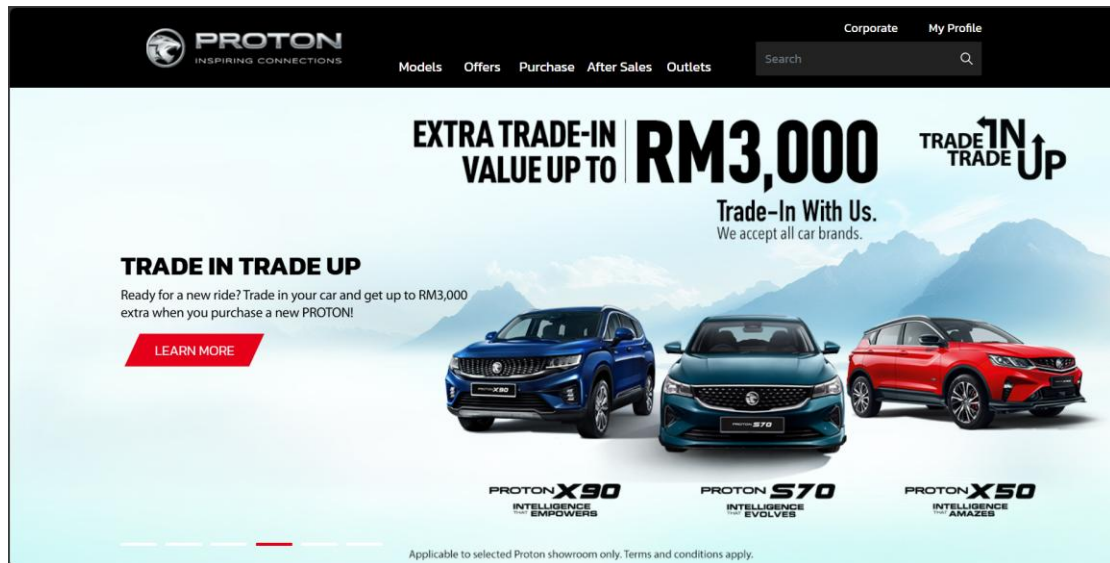 Corporate My Profile
PROTON
INSPIRING CONNECTIONS
Models Offers Purchase After Sales Outlets
Search
EXTRA TRADE-IN
VALUE UP TO
RM3,000
TRADE IN
TRADE UP
Trade-In With Us.
We accept all car brands.
TRADE IN TRADE UP
Ready for a new ride? Trade in your car and get up to RM3,000
extra when you purchase a new PROTON!
LEARN MORE
PROTON X90
PROTON S70
PROTON X90
INTELLIGENCE
THAT EMPOWERS
PROTON S70
INTELLIGENCE
THAT EVOLVES
PROTON X50
INTELLIGENCE
THAT AMAZES
Applicable to selected Proton showroom only. Terms and conditions apply.